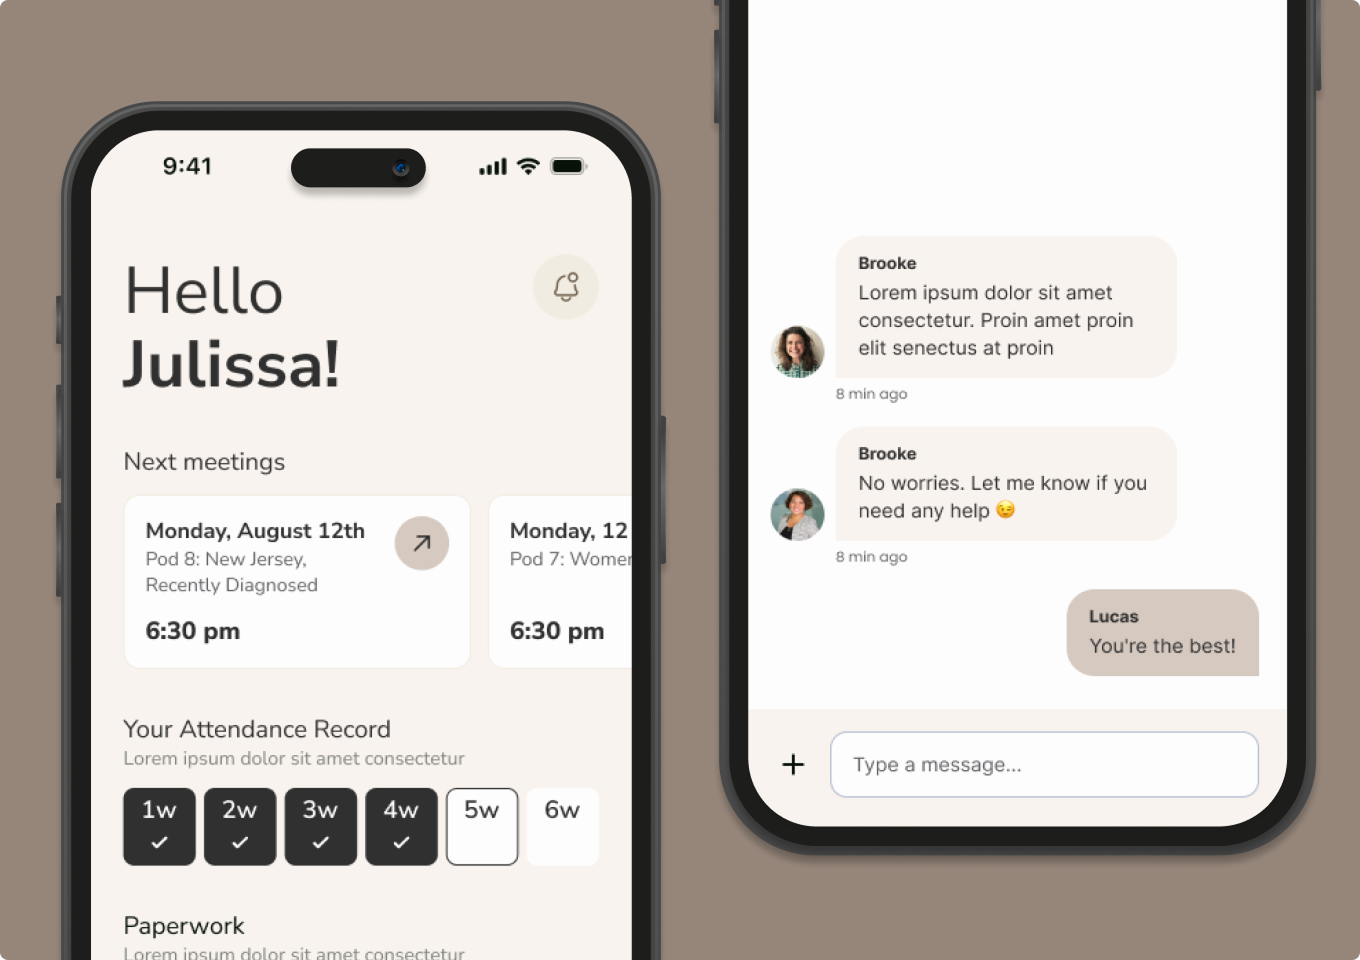 9:41
Hello
Julissa!
Next meetings
Monday, August 12th
Pod 8: New Jersey,
Recently Diagnosed
6:30 pm
Monday, 12
Pod 7:
6:30 pm
Your Attendance Record
Lorem ipsum dolor sit amet consectetur
1w 2w 3w 4w 5w 6w
Paperwork
Lorem ipsum dolor sit amet consectetur
Brooke
Lorem ipsum dolor sit amet
consectetur. Proin amet proin
elit senectus at proin
8 min ago
Brooke
No worries. Let me know if you
need any help 😉
8 min ago
Lucas
You're the best!
Type a message...